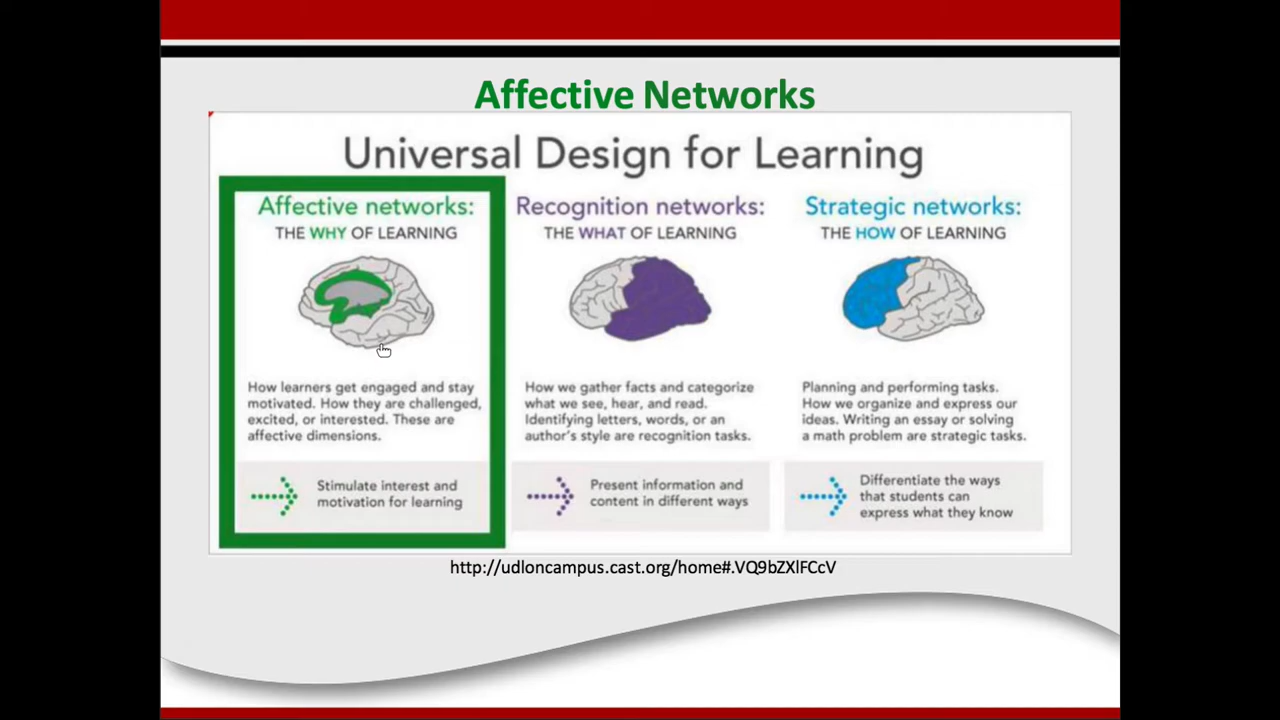 Affective Networks
Universal Design for Learning
Affective networks:
THE WHY OF LEARNING
How learners get engaged and stay
motivated. How they are challenged,
excited, or interested. These are
affective dimensions.
Stimulate interest and
motivation for learning
Recognition networks:
THE WHAT OF LEARNING
How we gather facts and categorize
what we see, hear, and read.
Identifying letters, words, or an
author's style are recognition tasks.
Present information and
content in different ways
Strategic networks:
THE HOW OF LEARNING
Planning and performing tasks.
How we organize and express our
ideas. Writing an essay or solving
a math problem are strategic tasks.
Differentiate the ways
that students can
express what they know
http://udloncampus.cast.org/home#.VQ9bZXlFCcV